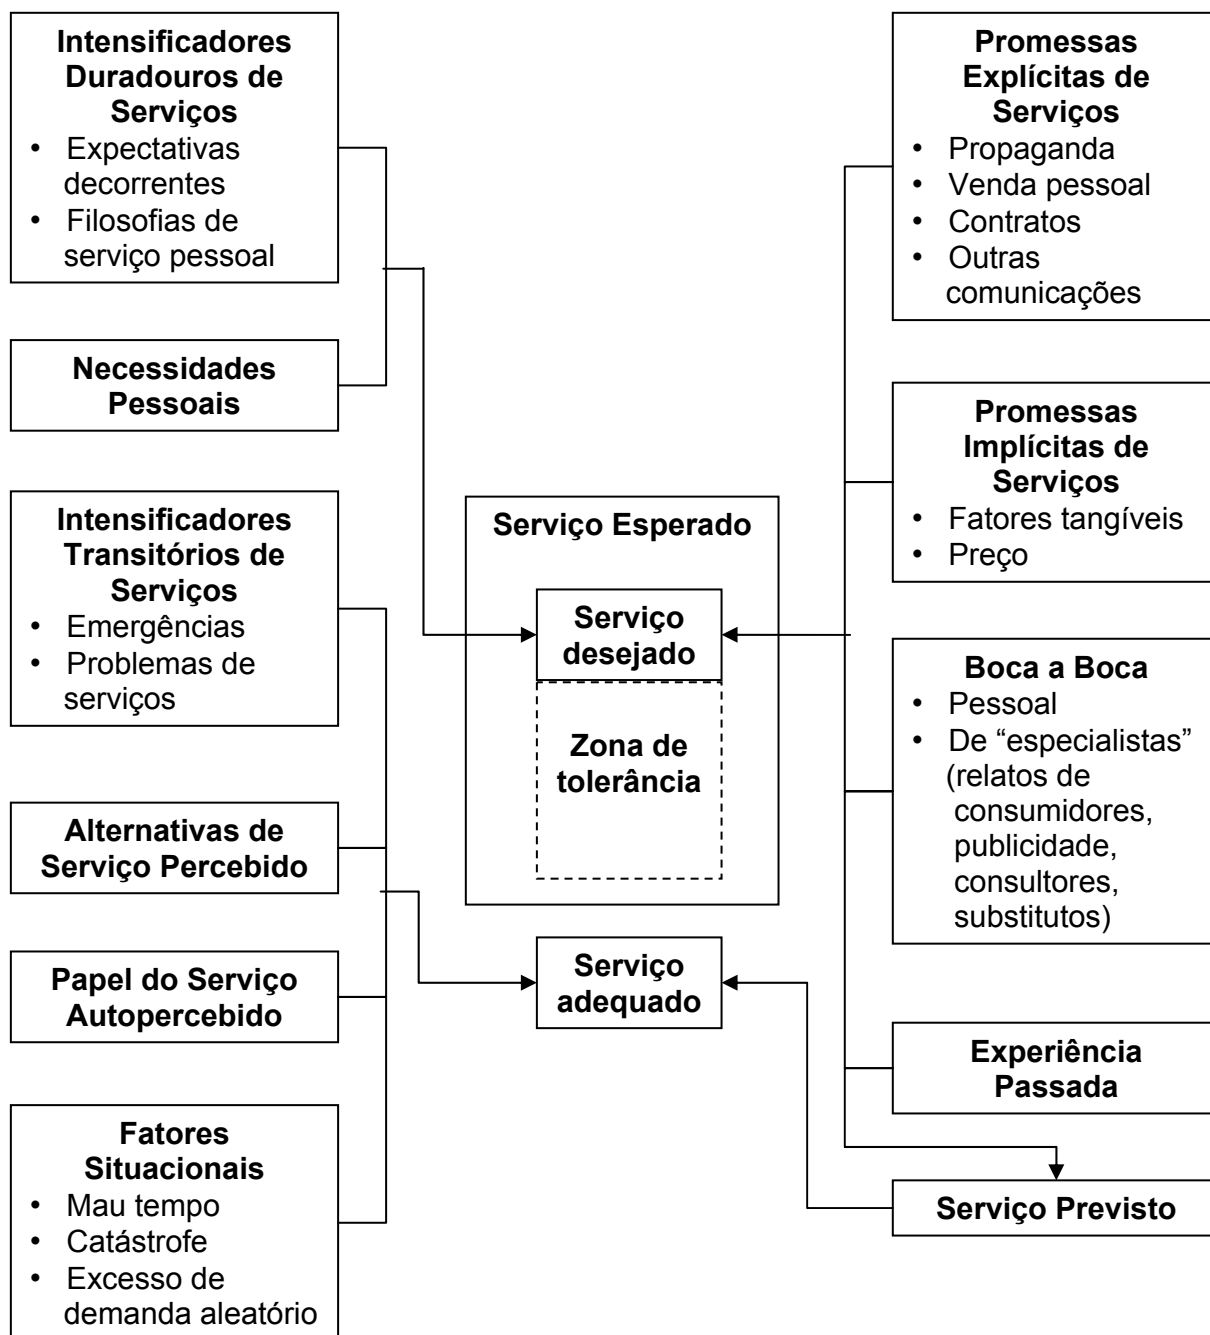 Intensificadores
Duradouros de
Serviços
• Expectativas
decorrentes
• Filosofias de
serviço pessoal
Necessidades
Pessoais
Intensificadores
Transitórios de
Serviços
• Emergências
• Problemas de
serviços
Alternativas de
Serviço Percebido
Papel do Serviço
Autopercebido
Fatores
Situacionais
• Mau tempo
• Catástrofe
• Excesso de
demanda aleatório
Serviço Esperado
Serviço
desejado
Zona de
tolerância
Serviço
adequado
Promessas
Explícitas de
Serviços
• Propaganda
• Venda pessoal
• Contratos
• Outras
comunicações
Promessas
Implícitas de
Serviços
• Fatores tangíveis
• Preço
Boca a Boca
• Pessoal
• De “especialistas”
(relatos de
consumidores,
publicidade,
consultores,
substitutos)
Experiência
Passada
Serviço Previsto